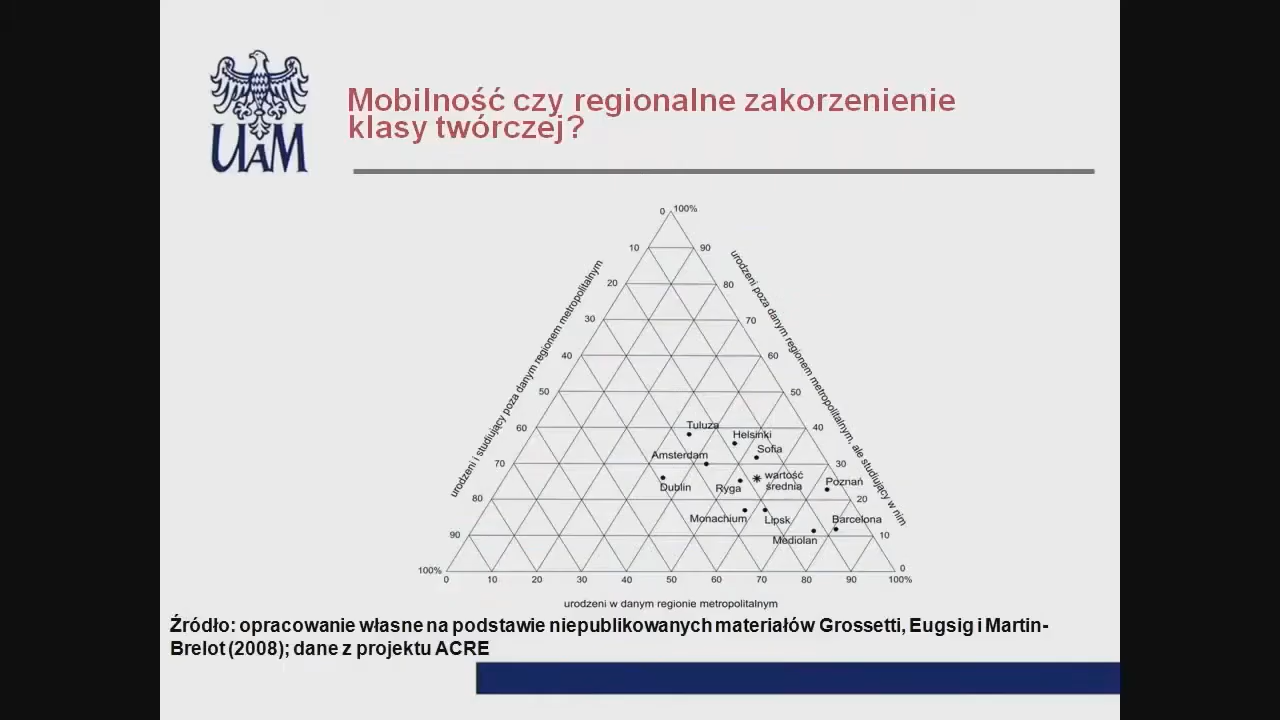 UAM
Mobilność czy regionalne zakorzenienie
klasy twórczej?
0 100%
10 90
20 80
30 70
40 60
50 50
60 40
70 30
80 20
90 10
100% 0
0 10 20 30 40 50 60 70 80 90 100%
urodzeni i studiujący poza danym regionem metropolitalnym
urodzeni poza danym regionem metropolitalnym, ale studiujący w nim
Tuluza
Helsinki
Sofia
Amsterdam
wartość
średnia
Dublin
Ryga
Poznań
Monachium
Lipsk
Barcelona
Mediolan
urodzeni w danym regionie metropolitalnym
Źródło: opracowanie własne na podstawie niepublikowanych materiałów Grossetti, Eugsig i Martin-
Brelot (2008); dane z projektu ACRE